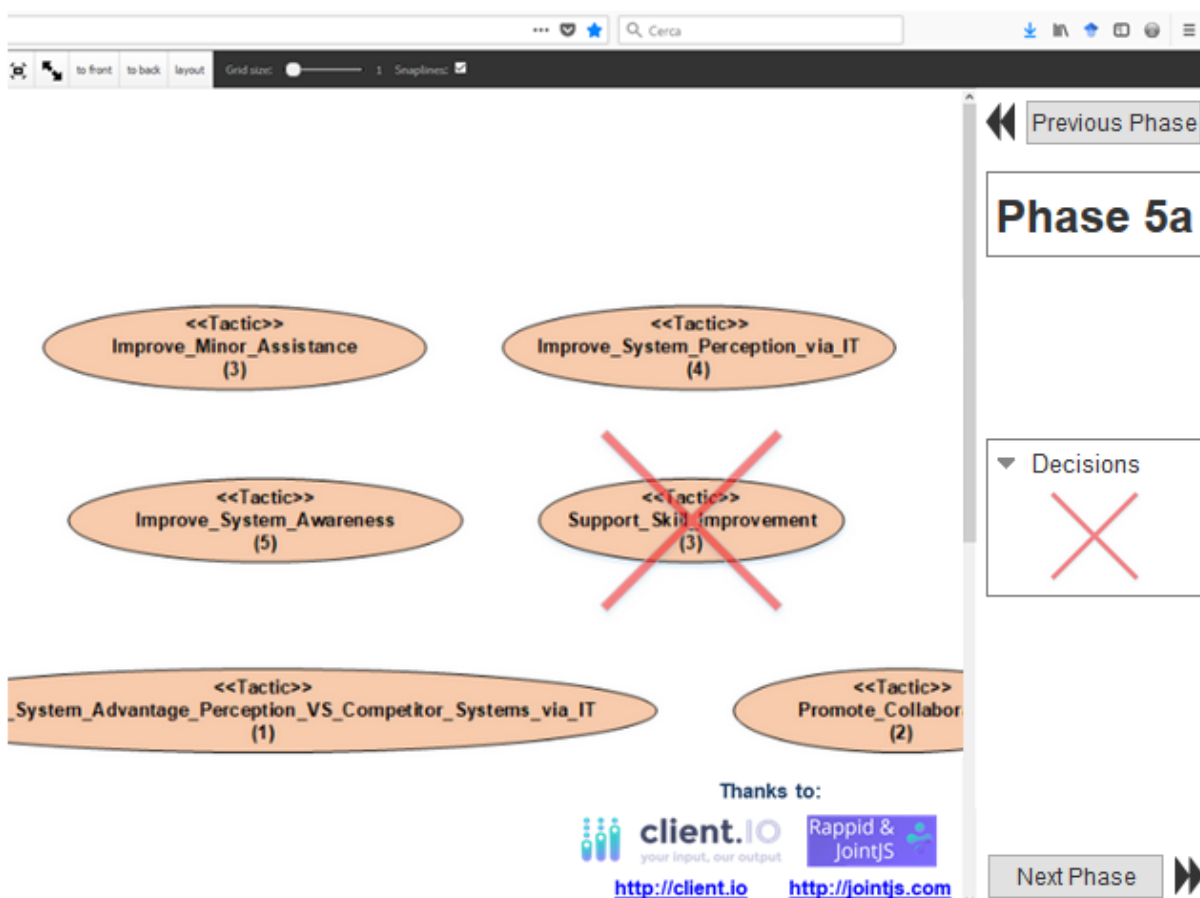 Cerca
to front to back layout Grid size: 1 Snaplines:
Previous Phase
Phase 5a
<<Tactic>>
Improve_Minor_Assistance
(3)
<<Tactic>>
Improve_System_Perception_via_IT
(4)
Decisions
<<Tactic>>
Improve_System_Awareness
(5)
<<Tactic>>
Support_Skill_Improvement
(3)
<<Tactic>>
_System_Advantage_Perception_VS_Competitor_Systems_via_IT
(1)
<<Tactic>>
Promote_Collabor
(2)
Thanks to:
client.IO
your input, our output
Rappid &
JointJS
http://client.io
http://jointjs.com
Next Phase